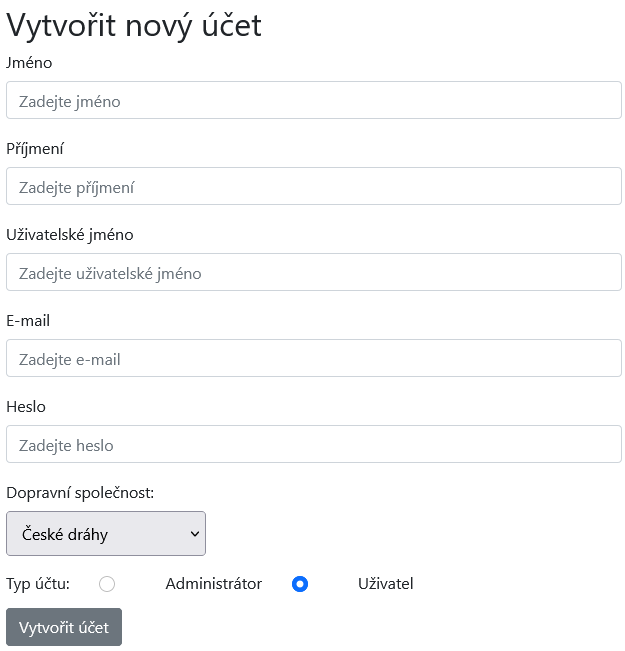 Vytvořit nový účet
Jméno
Zadejte jméno
Příjmení
Zadejte příjmení
Uživatelské jméno
Zadejte uživatelské jméno
E-mail
Zadejte e-mail
Heslo
Zadejte heslo
Dopravní společnost:
České dráhy
Typ účtu: Administrátor Uživatel
Vytvořit účet